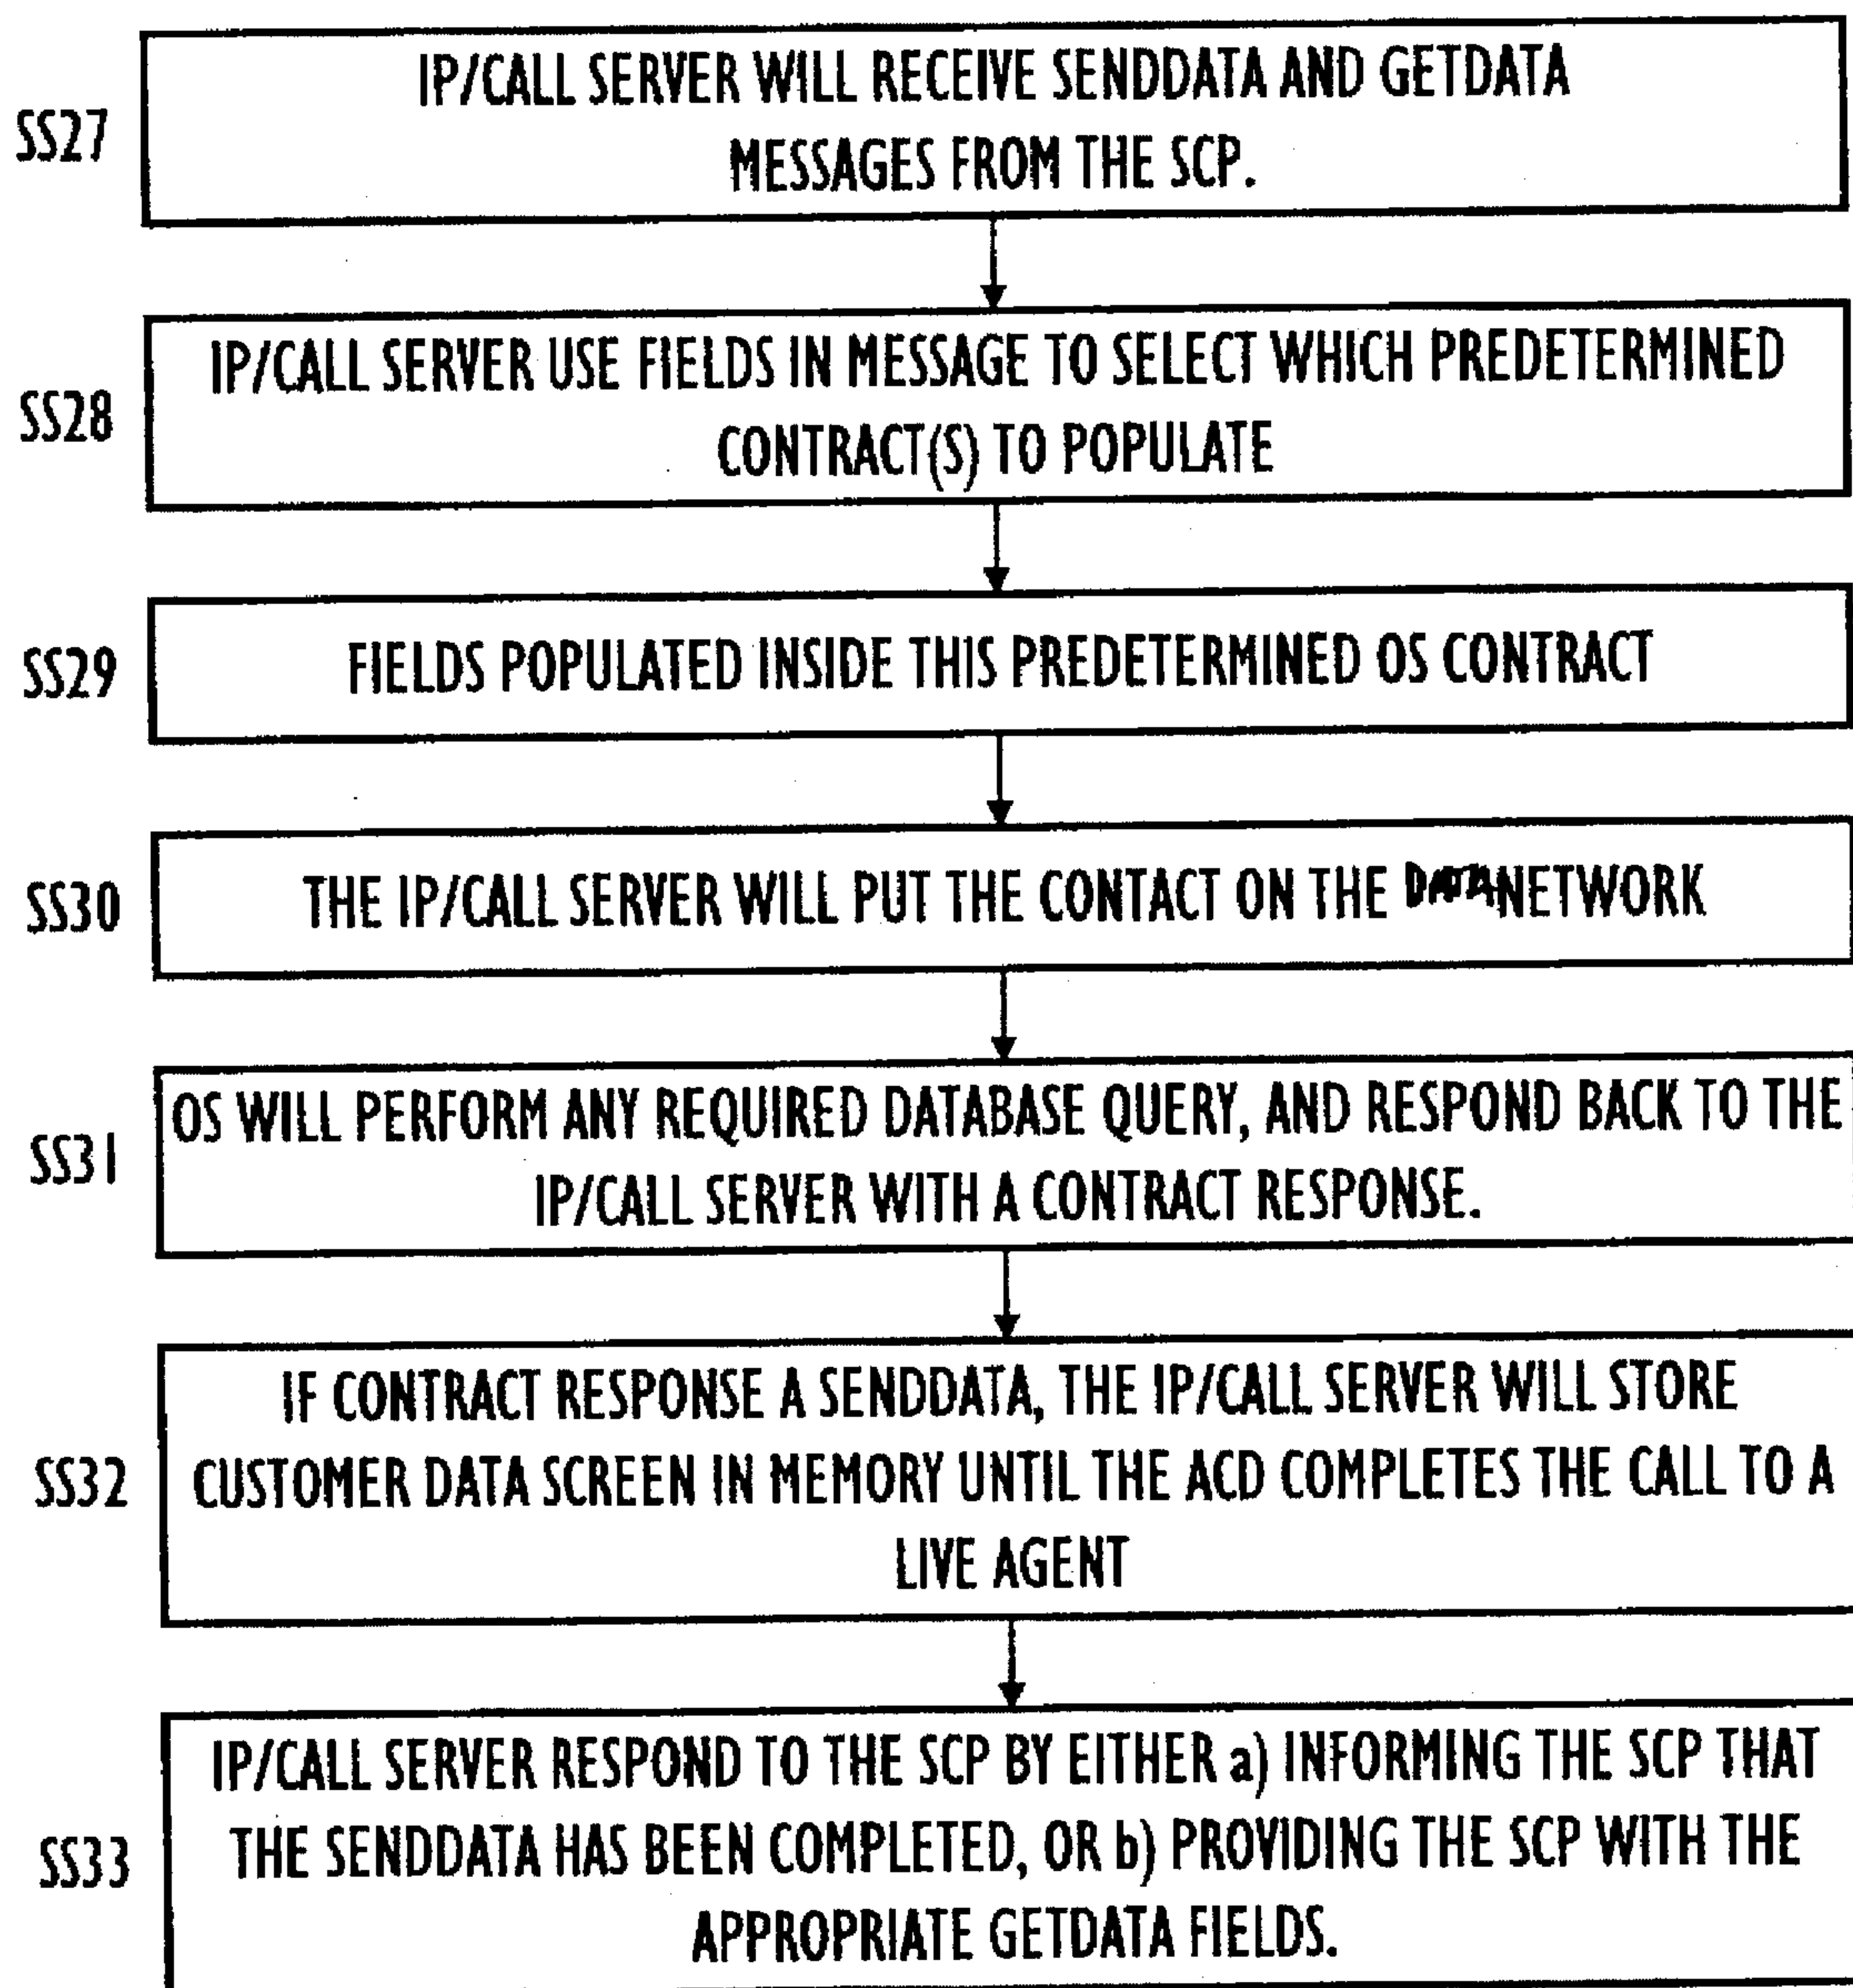 SS27
IP/CALL SERVER WILL RECEIVE SENDDATA AND GETDATA
MESSAGES FROM THE SCP.
SS28
IP/CALL SERVER USE FIELDS IN MESSAGE TO SELECT WHICH PREDETERMINED
CONTRACT(S) TO POPULATE
SS29
FIELDS POPULATED INSIDE THIS PREDETERMINED OS CONTRACT
SS30
THE IP/CALL SERVER WILL PUT THE CONTACT ON THE DATA NETWORK
SS31
OS WILL PERFORM ANY REQUIRED DATABASE QUERY, AND RESPOND BACK TO THE
IP/CALL SERVER WITH A CONTRACT RESPONSE.
SS32
IF CONTRACT RESPONSE A SENDDATA, THE IP/CALL SERVER WILL STORE
CUSTOMER DATA SCREEN IN MEMORY UNTIL THE ACD COMPLETES THE CALL TO A
LIVE AGENT
SS33
IP/CALL SERVER RESPOND TO THE SCP BY EITHER a) INFORMING THE SCP THAT
THE SENDDATA HAS BEEN COMPLETED, OR b) PROVIDING THE SCP WITH THE
APPROPRIATE GETDATA FIELDS.